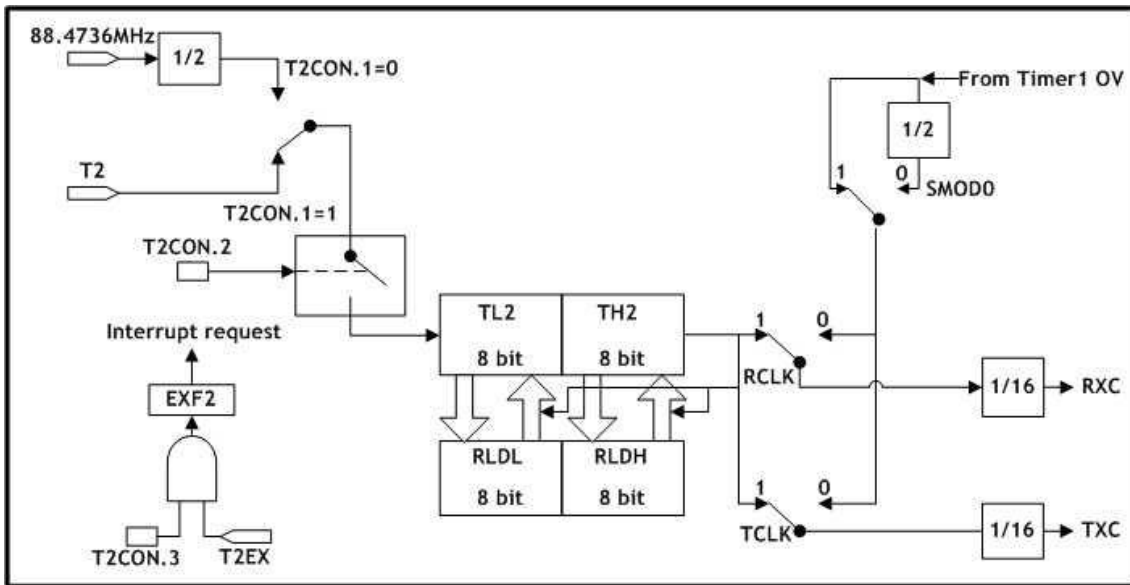 88.4736MHz
1/2
T2CON.1=0
From Timer1 OV
1/2
1
0
SMOD0
T2
T2CON.1=1
T2CON.2
TL2
8 bit
TH2
8 bit
1
0
RCLK
1/16
RXC
Interrupt request
EXF2
RLDL
8 bit
RLDH
8 bit
1
0
TCLK
1/16
TXC
T2CON.3
T2EX